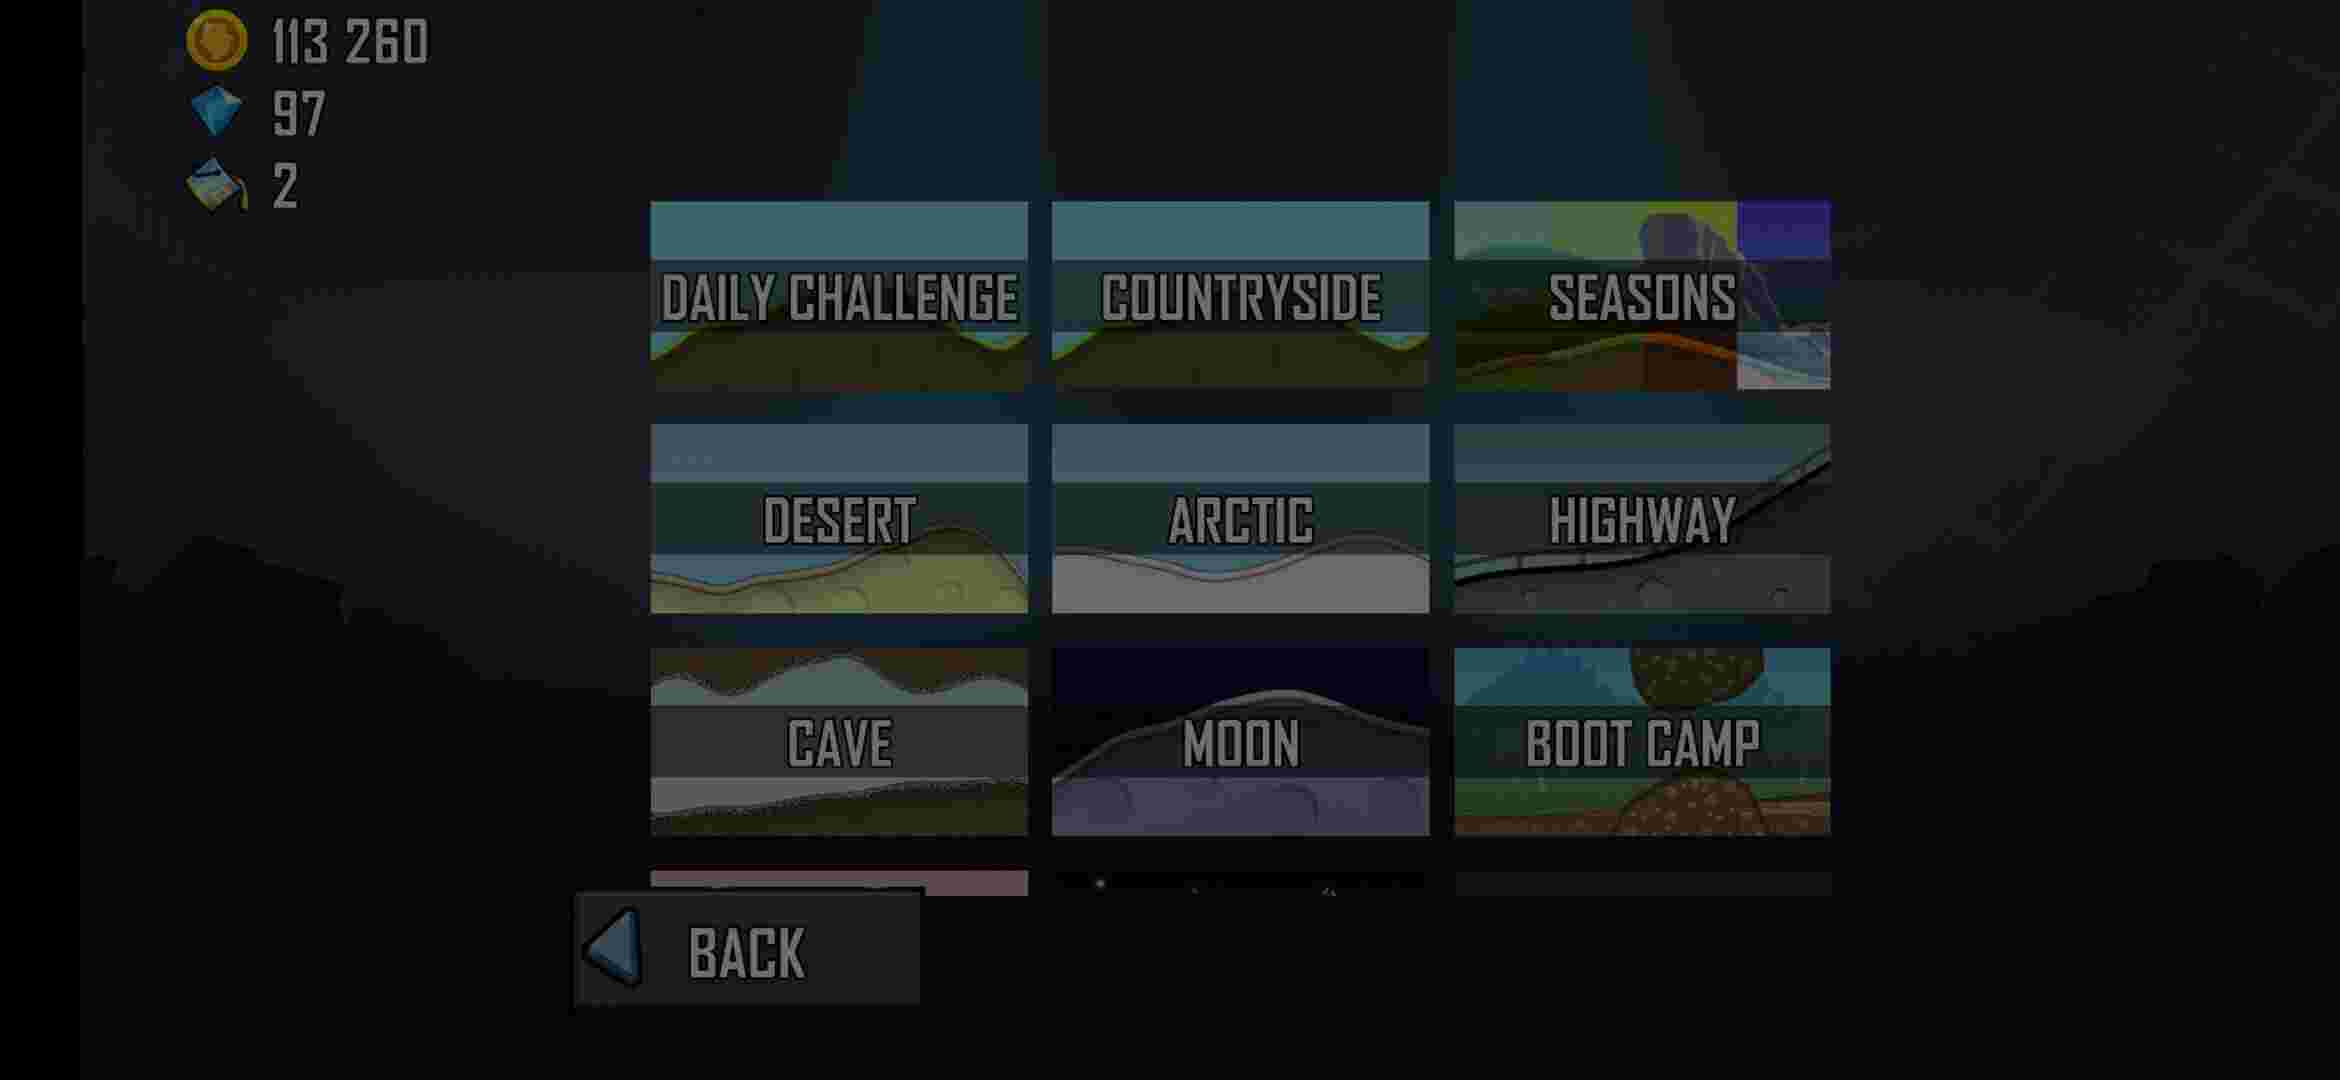 113 260
97
2
DAILY CHALLENGE
COUNTRYSIDE
SEASONS
DESERT
ARCTIC
HIGHWAY
CAVE
MOON
BOOT CAMP
BACK